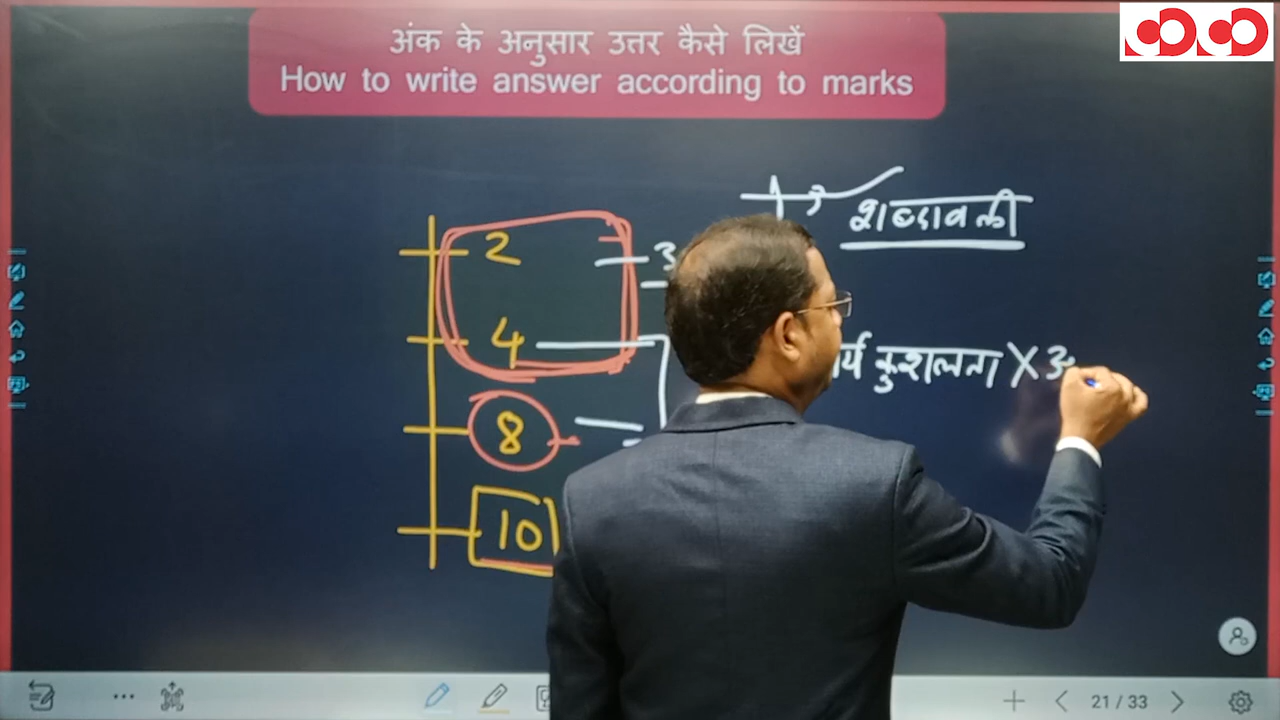 अंक के अनुसार उत्तर कैसे लिखें
How to write answer according to marks
शब्दावली
2
3
4
कुशलता X
8
10
21 / 33